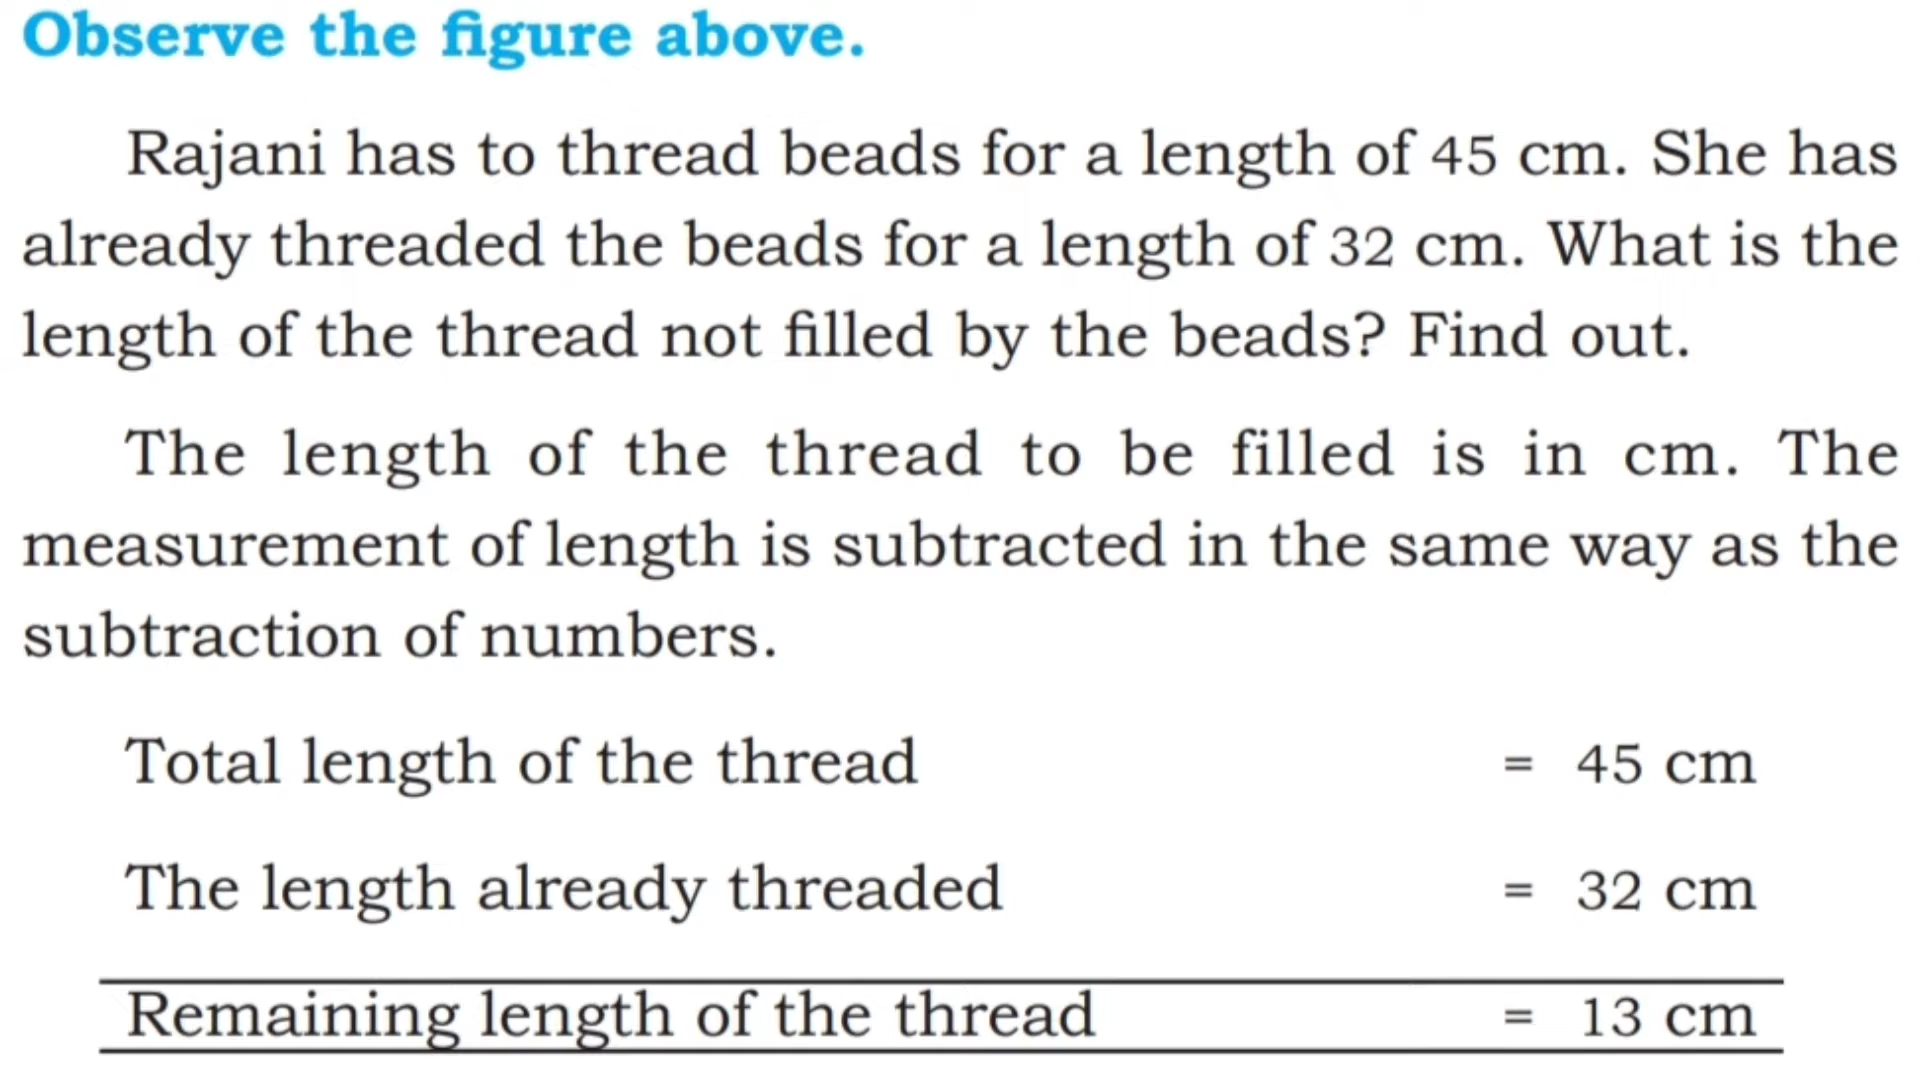 Observe the figure above.
Rajani has to thread beads for a length of 45 cm. She has
already threaded the beads for a length of 32 cm. What is the
length of the thread not filled by the beads? Find out.
The length of the thread to be filled is in cm. The
measurement of length is subtracted in the same way as the
subtraction of numbers.
Total length of the thread = 45 cm
The length already threaded = 32 cm
Remaining length of the thread = 13 cm